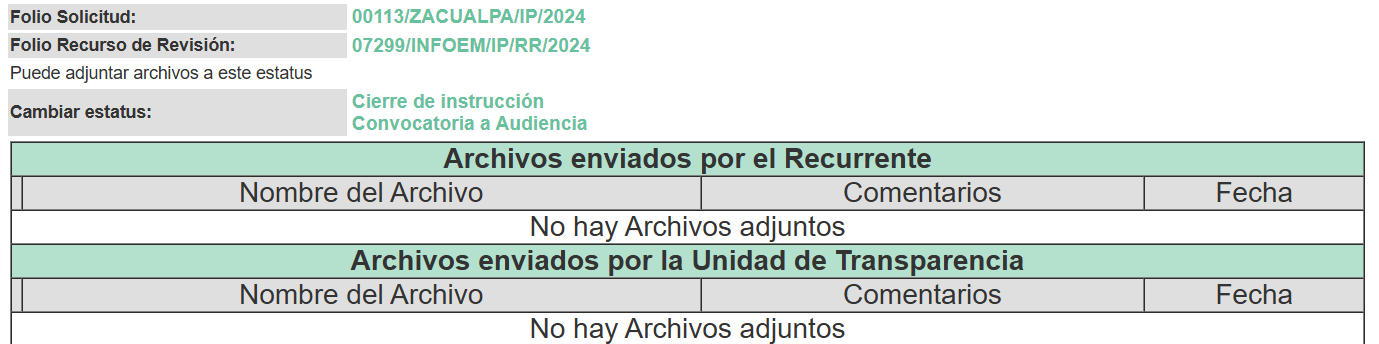 Folio Solicitud: 00113/ZACUALPA/IP/2024
Folio Recurso de Revisión: 07299/INFOEM/IP/RR/2024
Puede adjuntar archivos a este estatus
Cambiar estatus: Cierre de instrucción
Convocatoria a Audiencia
Archivos enviados por el Recurrente
Nombre del Archivo Comentarios Fecha
No hay Archivos adjuntos
Archivos enviados por la Unidad de Transparencia
Nombre del Archivo Comentarios Fecha
No hay Archivos adjuntos